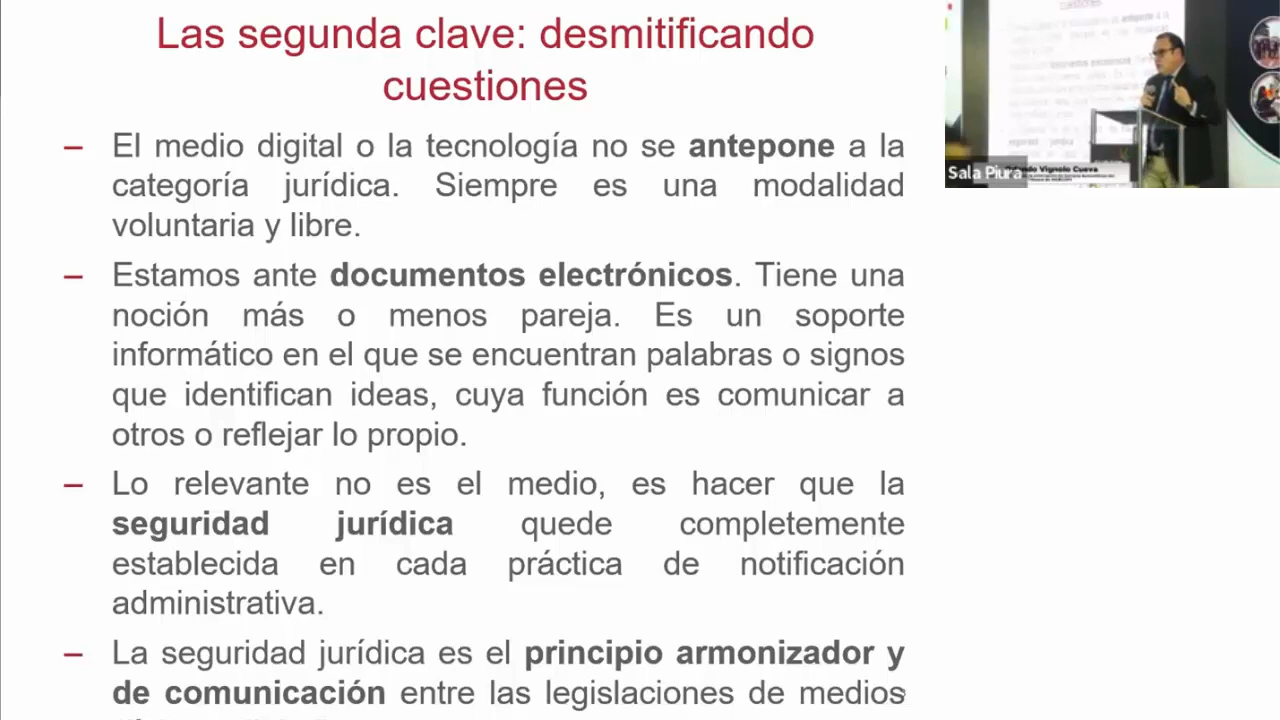 Las segunda clave: desmitificando
cuestiones
– El medio digital o la tecnología no se antepone a la
categoría jurídica. Siempre es una modalidad
voluntaria y libre.
– Estamos ante documentos electrónicos. Tiene una
noción más o menos pareja. Es un soporte
informático en el que se encuentran palabras o signos
que identifican ideas, cuya función es comunicar a
otros o reflejar lo propio.
– Lo relevante no es el medio, es hacer que la
seguridad jurídica quede completamente
establecida en cada práctica de notificación
administrativa.
– La seguridad jurídica es el principio armonizador y
de comunicación entre las legislaciones de medios
Sala Piura
Vignolo Cueva